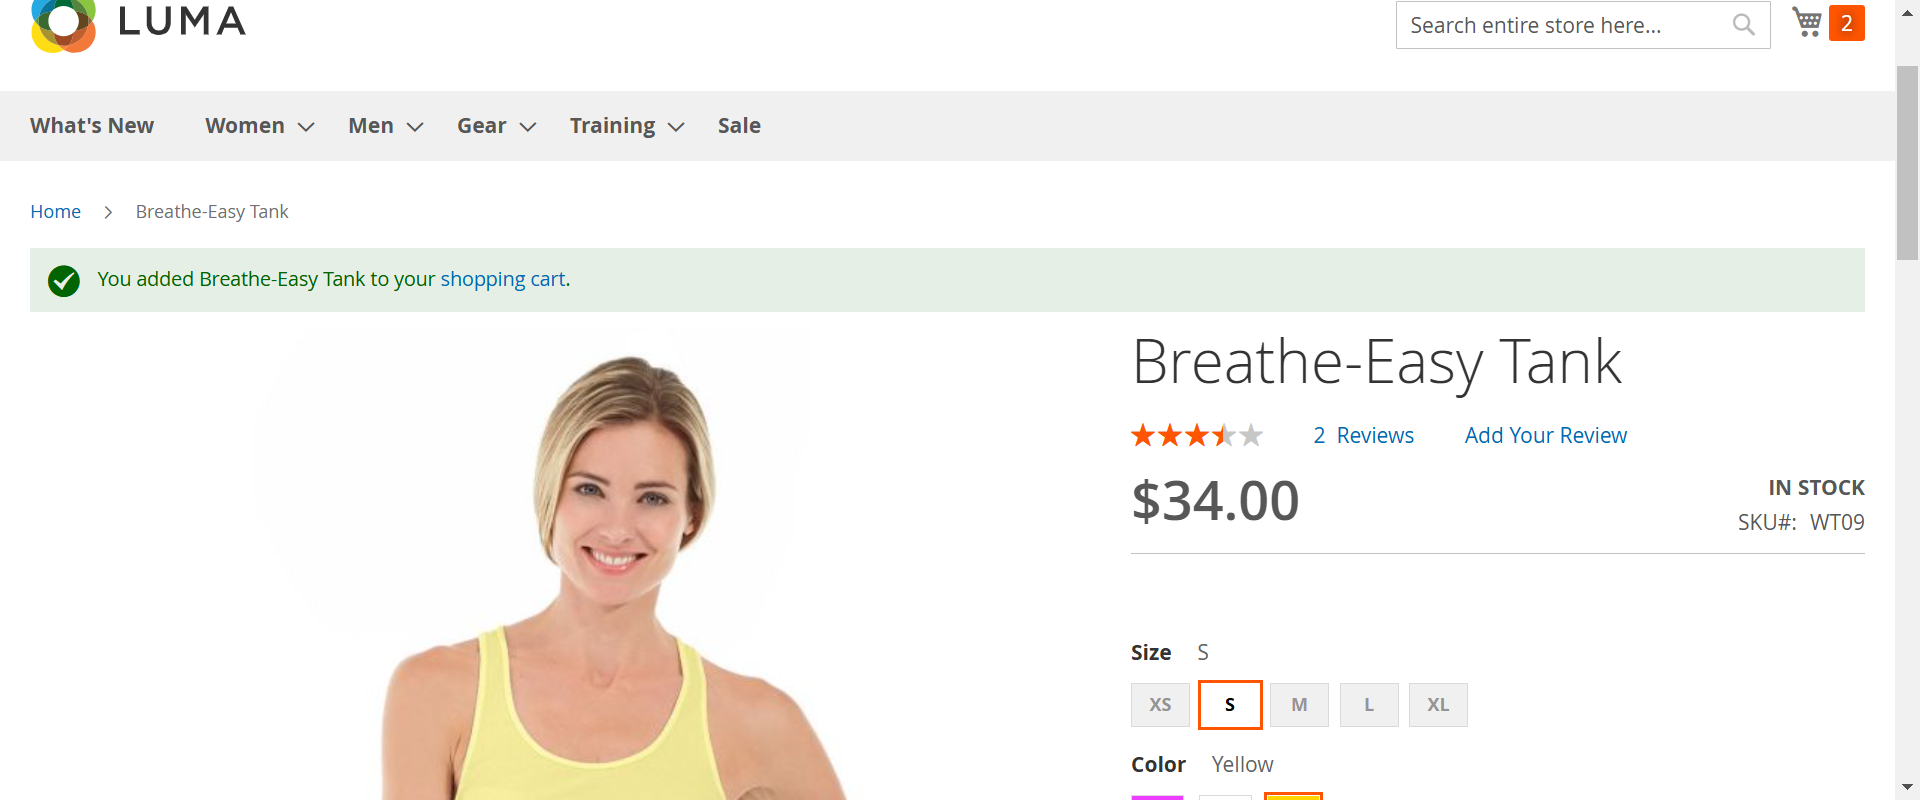 LUMA
Search entire store here...
2
What's New
Women
Men
Gear
Training
Sale
Home
Breathe-Easy Tank
You added Breathe-Easy Tank to your shopping cart.
Breathe-Easy Tank
2 Reviews
Add Your Review
$34.00
IN STOCK
SKU#: WT09
Size S
XS
S
M
L
XL
Color Yellow